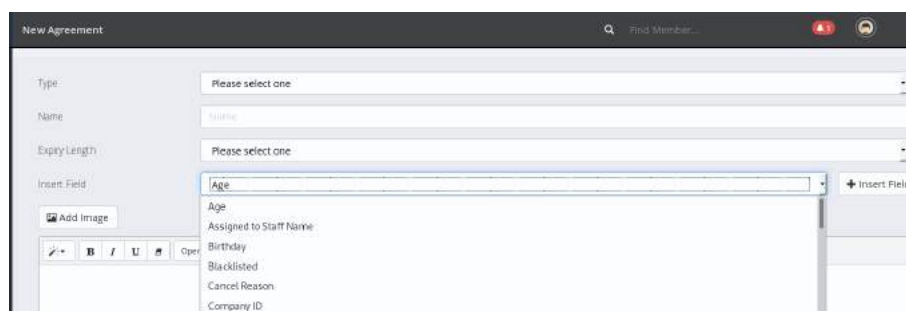 New Agreement
Find Member...
Type
Please select one
Name
Name
Expiry Length
Please select one
Insert Field
Age
+ Insert Field
Age
Add Image
Assigned to Staff Name
Birthday
B I U
Blacklisted
Cancel Reason
Company ID